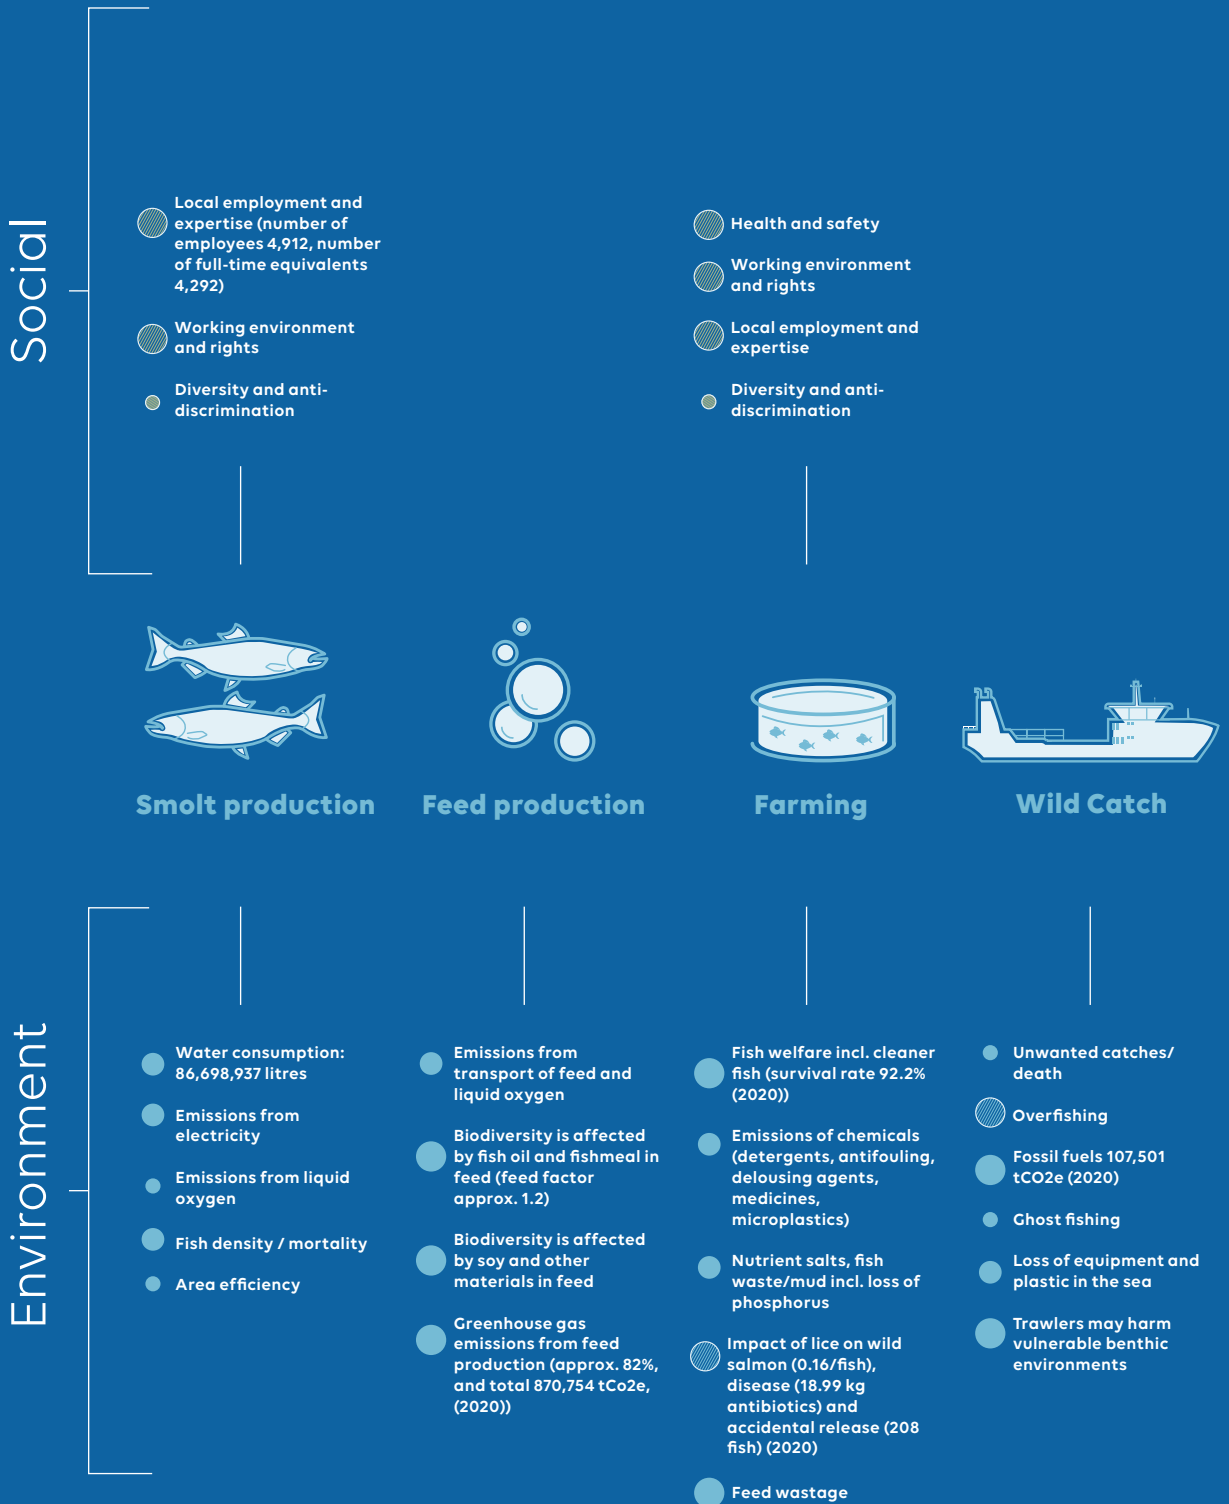 Social
Local employment and
expertise (number of
employees 4,912, number
of full-time equivalents
4,292)
Working environment
and rights
Diversity and anti-
discrimination
Health and safety
Working environment
and rights
Local employment and
expertise
Diversity and anti-
discrimination
Smolt production
Feed production
Farming
Wild Catch
Environment
Water consumption:
86,698,937 litres
Emissions from
electricity
Emissions from liquid
oxygen
Fish density / mortality
Area efficiency
Emissions from
transport of feed and
liquid oxygen
Biodiversity is affected
by fish oil and fishmeal in
feed (feed factor
approx. 1.2)
Biodiversity is affected
by soy and other
materials in feed
Greenhouse gas
emissions from feed
production (approx. 82%,
and total 870,754 tCo2e,
(2020))
Fish welfare incl. cleaner
fish (survival rate 92.2%
(2020))
Emissions of chemicals
(detergents, antifouling,
delousing agents,
medicines,
microplastics)
Nutrient salts, fish
waste/mud incl. loss of
phosphorus
Impact of lice on wild
salmon (0.16/fish),
disease (18.99 kg
antibiotics) and
accidental release (208
fish) (2020)
Feed wastage
Unwanted catches/
death
Overfishing
Fossil fuels 107,501
tCO2e (2020)
Ghost fishing
Loss of equipment and
plastic in the sea
Trawlers may harm
vulnerable benthic
environments